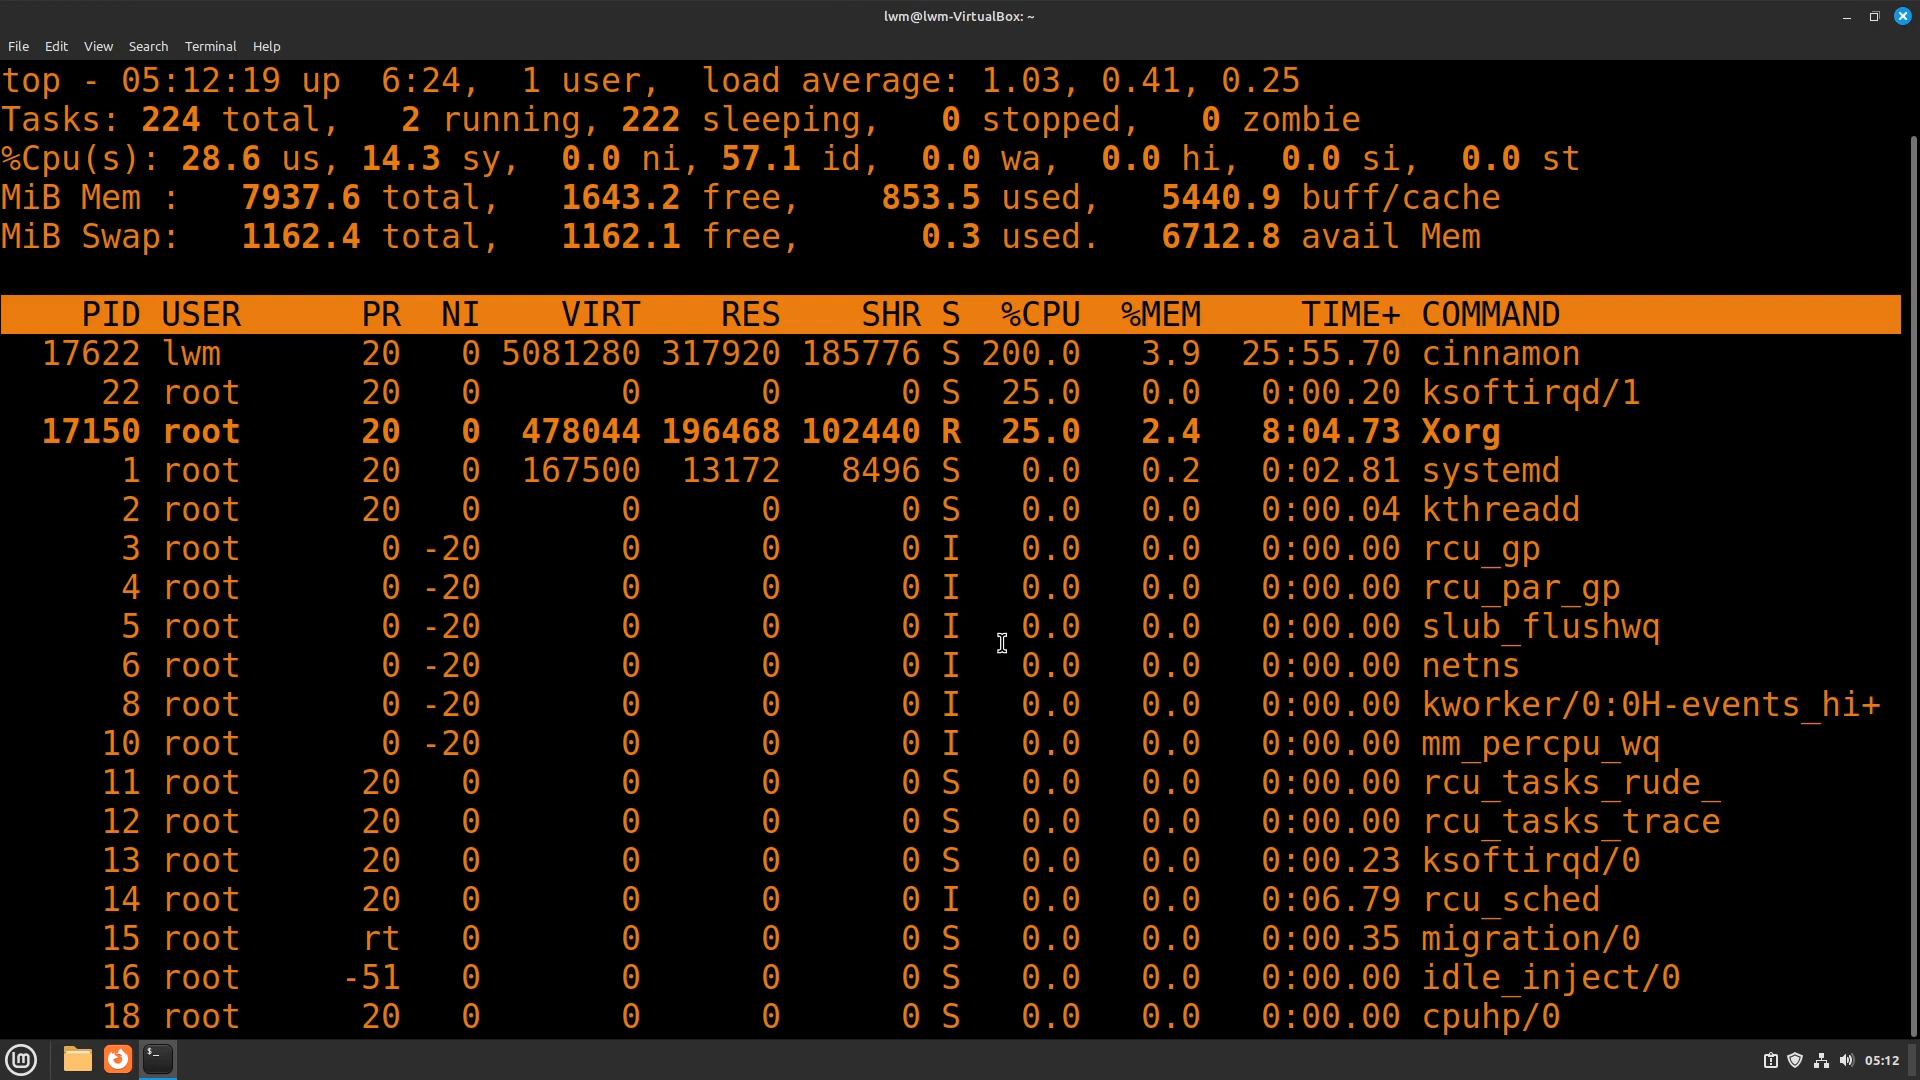 lwm@lwm-VirtualBox: ~
File Edit View Search Terminal Help
top - 05:12:19 up  6:24,  1 user,  load average: 1.03, 0.41, 0.25
Tasks: 224 total,   2 running, 222 sleeping,   0 stopped,   0 zombie
%Cpu(s): 28.6 us, 14.3 sy,  0.0 ni, 57.1 id,  0.0 wa,  0.0 hi,  0.0 si,  0.0 st
MiB Mem :   7937.6 total,   1643.2 free,    853.5 used,   5440.9 buff/cache
MiB Swap:   1162.4 total,   1162.1 free,      0.3 used.   6712.8 avail Mem
PID USER      PR  NI    VIRT    RES    SHR S  %CPU  %MEM     TIME+ COMMAND
17622 lwm       20   0 5081280 317920 185776 S 200.0   3.9  25:55.70 cinnamon
22 root      20   0       0      0      0 S  25.0   0.0   0:00.20 ksoftirqd/1
17150 root      20   0  478044 196468 102440 R  25.0   2.4   8:04.73 Xorg
1 root      20   0  167500  13172   8496 S   0.0   0.2   0:02.81 systemd
2 root      20   0       0      0      0 S   0.0   0.0   0:00.04 kthreadd
3 root       0 -20       0      0      0 I   0.0   0.0   0:00.00 rcu_gp
4 root       0 -20       0      0      0 I   0.0   0.0   0:00.00 rcu_par_gp
5 root       0 -20       0      0      0 I   0.0   0.0   0:00.00 slub_flushwq
6 root       0 -20       0      0      0 I   0.0   0.0   0:00.00 netns
8 root       0 -20       0      0      0 I   0.0   0.0   0:00.00 kworker/0:0H-events_hi+
10 root       0 -20       0      0      0 I   0.0   0.0   0:00.00 mm_percpu_wq
11 root      20   0       0      0      0 S   0.0   0.0   0:00.00 rcu_tasks_rude_
12 root      20   0       0      0      0 S   0.0   0.0   0:00.00 rcu_tasks_trace
13 root      20   0       0      0      0 S   0.0   0.0   0:00.23 ksoftirqd/0
14 root      20   0       0      0      0 I   0.0   0.0   0:06.79 rcu_sched
15 root      rt   0       0      0      0 S   0.0   0.0   0:00.35 migration/0
16 root     -51   0       0      0      0 S   0.0   0.0   0:00.00 idle_inject/0
18 root      20   0       0      0      0 S   0.0   0.0   0:00.00 cpuhp/0
05:12